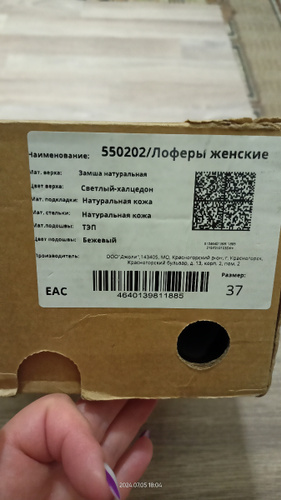 Наименование: 550202/Лоферы женские
Мат. верха: Замша натуральная
Цвет верха: Светлый-халцедон
Мат. подкладки: Натуральная кожа
Мат. стельки: Натуральная кожа
Мат. подошвы: ТЭП
Цвет подошвы: Бежевый
Производитель: ООО"Джоли",143405, МО, Красногорский р-он, г. Красногорск,
Красногорский бульвар, д. 13, корп. 2, пом. 2
Размер:
EAC 37
4640139811885
2024.07.05 18:04